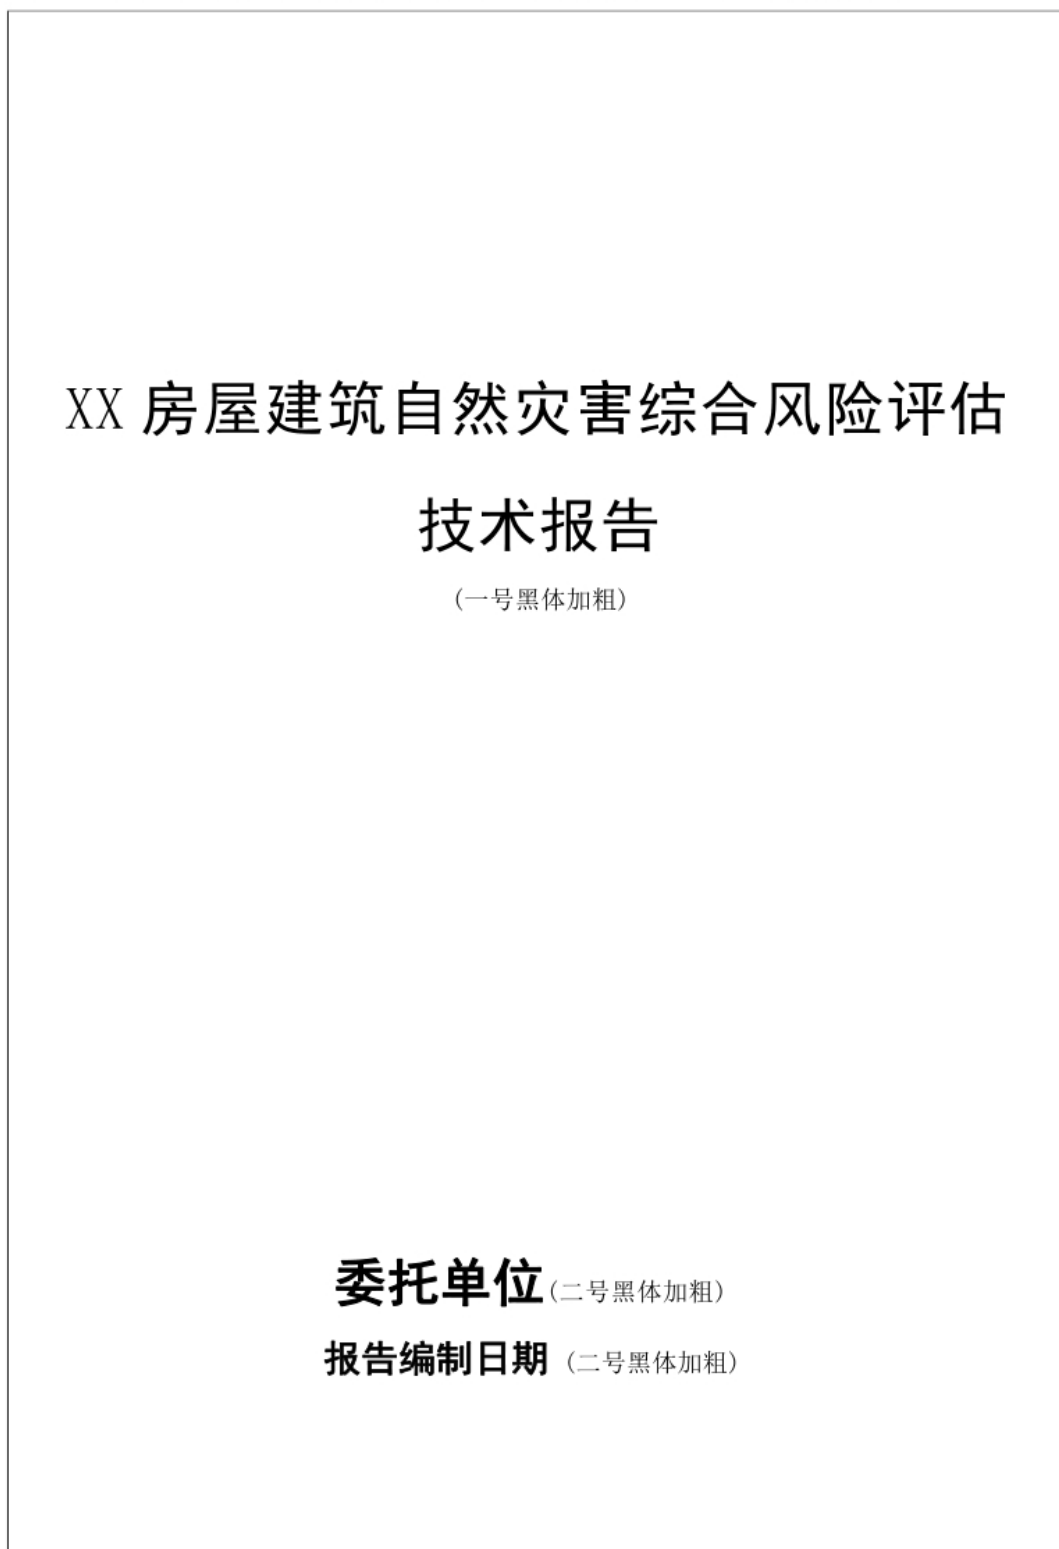 XX 房屋建筑自然灾害综合风险评估
技术报告
(一号黑体加粗)
委托单位(二号黑体加粗)
报告编制日期 (二号黑体加粗)